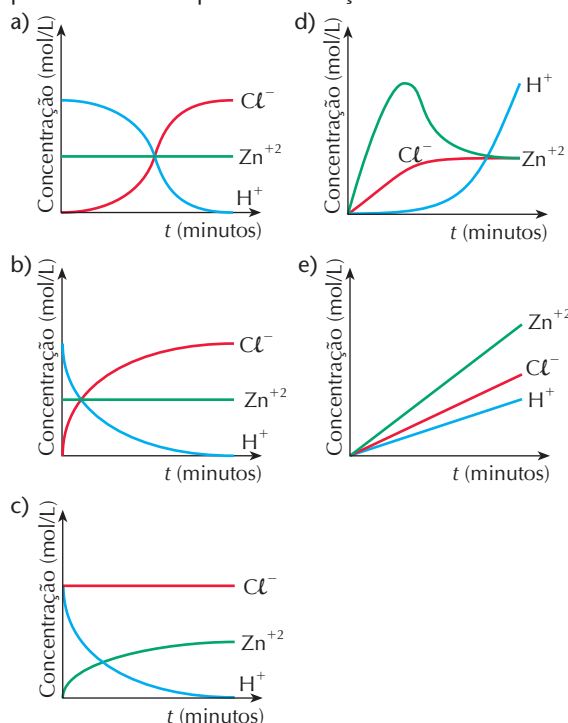 a)
Concentração (mol/L)
Cℓ⁻
Zn⁺²
H⁺
t (minutos)
b)
Concentração (mol/L)
Cℓ⁻
Zn⁺²
H⁺
t (minutos)
c)
Concentração (mol/L)
Cℓ⁻
Zn⁺²
H⁺
t (minutos)
d)
Concentração (mol/L)
H⁺
Cℓ⁻
Zn⁺²
t (minutos)
e)
Concentração (mol/L)
Zn⁺²
Cℓ⁻
H⁺
t (minutos)